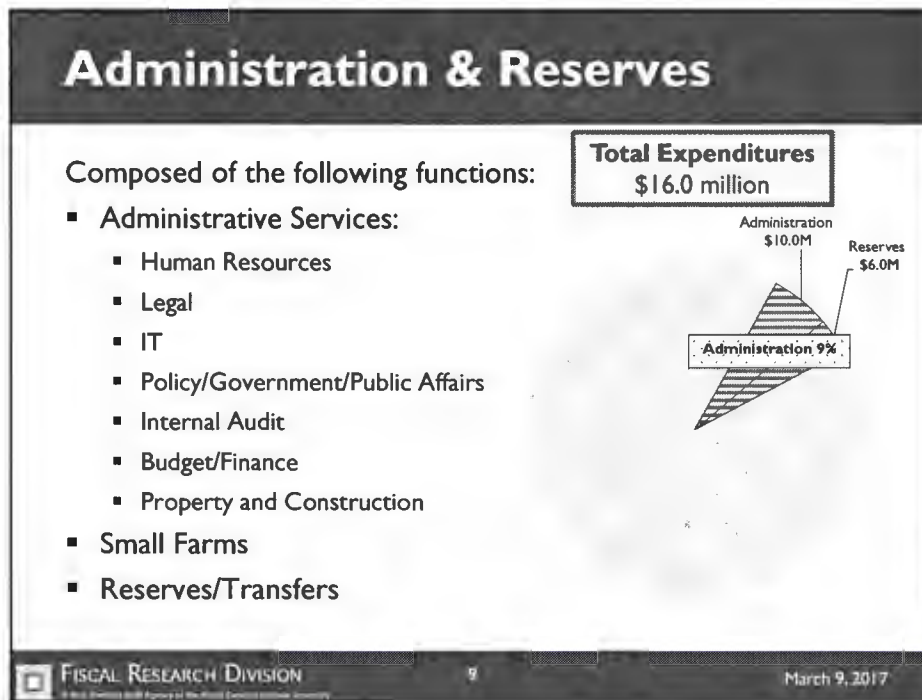 Administration & Reserves
Composed of the following functions:
▪ Administrative Services:
▪ Human Resources
▪ Legal
▪ IT
▪ Policy/Government/Public Affairs
▪ Internal Audit
▪ Budget/Finance
▪ Property and Construction
▪ Small Farms
▪ Reserves/Transfers
Total Expenditures
$16.0 million
Administration
$10.0M
Reserves
$6.0M
Administration 9%
FISCAL RESEARCH DIVISION
9
March 9, 2017